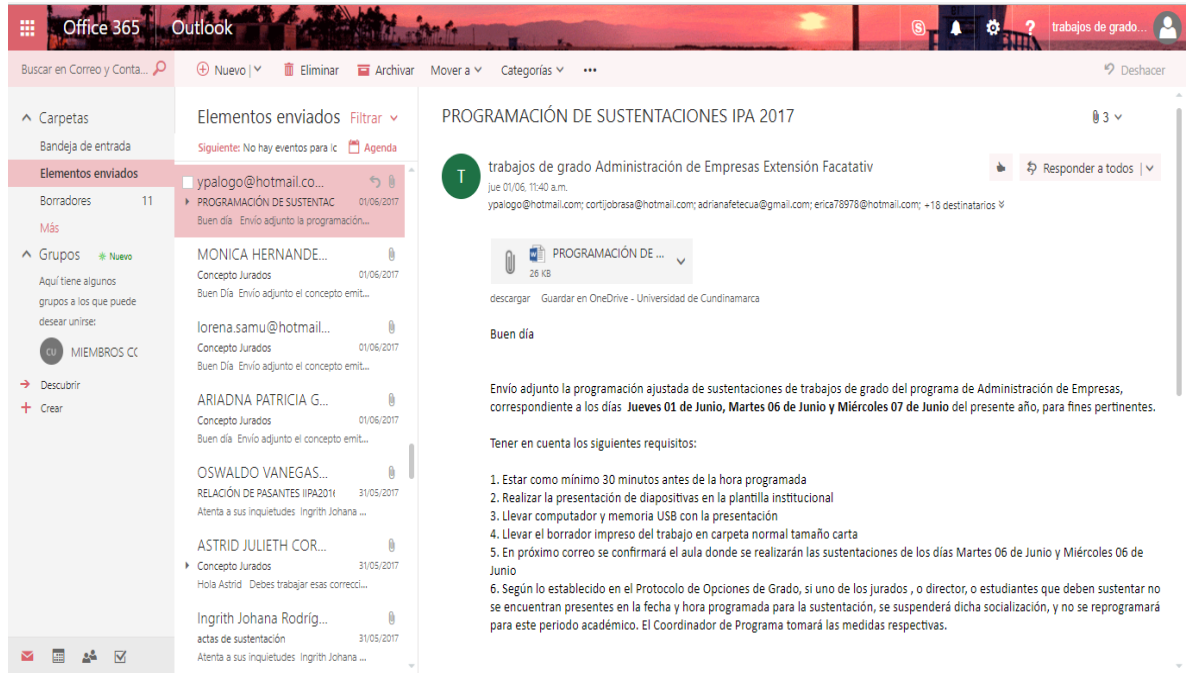 Office 365
Outlook
trabajos de grado...
Buscar en Correo y Conta...
Nuevo
Eliminar
Archivar
Mover a
Categorías
Deshacer
Carpetas
Bandeja de entrada
Elementos enviados
Borradores 11
Más
Grupos Nuevo
Aquí tiene algunos
grupos a los que puede
desear unirse:
CU MIEMBROS CC
Descubrir
Crear
Elementos enviados Filtrar
Siguiente: No hay eventos para lc Agenda
ypalogo@hotmail.co...
PROGRAMACIÓN DE SUSTENTAC 01/06/2017
Buen día Envío adjunto la programación...
MONICA HERNANDE...
Concepto Jurados 01/06/2017
Buen Día Envío adjunto el concepto emit...
lorena.samu@hotmail...
Concepto Jurados 01/06/2017
Buen Día Envío adjunto el concepto emit...
ARIADNA PATRICIA G...
Concepto Jurados 01/06/2017
Buen día Envío adjunto el concepto emit...
OSWALDO VANEGAS...
RELACIÓN DE PASANTES IIPA2016 31/05/2017
Atenta a sus inquietudes Ingrith Johana ...
ASTRID JULIETH COR...
Concepto Jurados 31/05/2017
Hola Astrid Debes trabajar esas correcci...
Ingrith Johana Rodríg...
actas de sustentación 31/05/2017
Atenta a sus inquietudes Ingrith Johana ...
PROGRAMACIÓN DE SUSTENTACIONES IPA 2017
3
T
trabajos de grado Administración de Empresas Extensión Facatativ
jue 01/06, 11:40 a.m.
Responder a todos
ypalogo@hotmail.com; cortijobrasa@hotmail.com; adrianafetecua@gmail.com; erica78978@hotmail.com; +18 destinatarios
PROGRAMACIÓN DE ...
26 KB
descargar Guardar en OneDrive - Universidad de Cundinamarca
Buen día
Envío adjunto la programación ajustada de sustentaciones de trabajos de grado del programa de Administración de Empresas,
correspondiente a los días Jueves 01 de Junio, Martes 06 de Junio y Miércoles 07 de Junio del presente año, para fines pertinentes.
Tener en cuenta los siguientes requisitos:
1. Estar como mínimo 30 minutos antes de la hora programada
2. Realizar la presentación de diapositivas en la plantilla institucional
3. Llevar computador y memoria USB con la presentación
4. Llevar el borrador impreso del trabajo en carpeta normal tamaño carta
5. En próximo correo se confirmará el aula donde se realizarán las sustentaciones de los días Martes 06 de Junio y Miércoles 06 de
Junio
6. Según lo establecido en el Protocolo de Opciones de Grado, si uno de los jurados , o director, o estudiantes que deben sustentar no
se encuentran presentes en la fecha y hora programada para la sustentación, se suspenderá dicha socialización, y no se reprogramará
para este periodo académico. El Coordinador de Programa tomará las medidas respectivas.